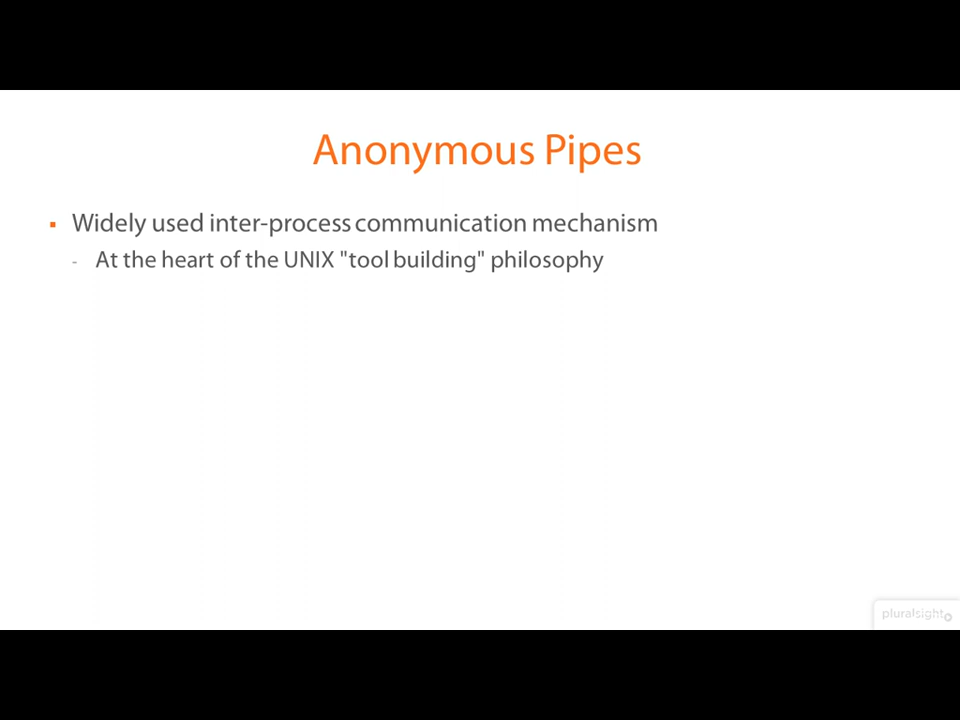 Anonymous Pipes
▪ Widely used inter-process communication mechanism
- At the heart of the UNIX "tool building" philosophy
pluralsight